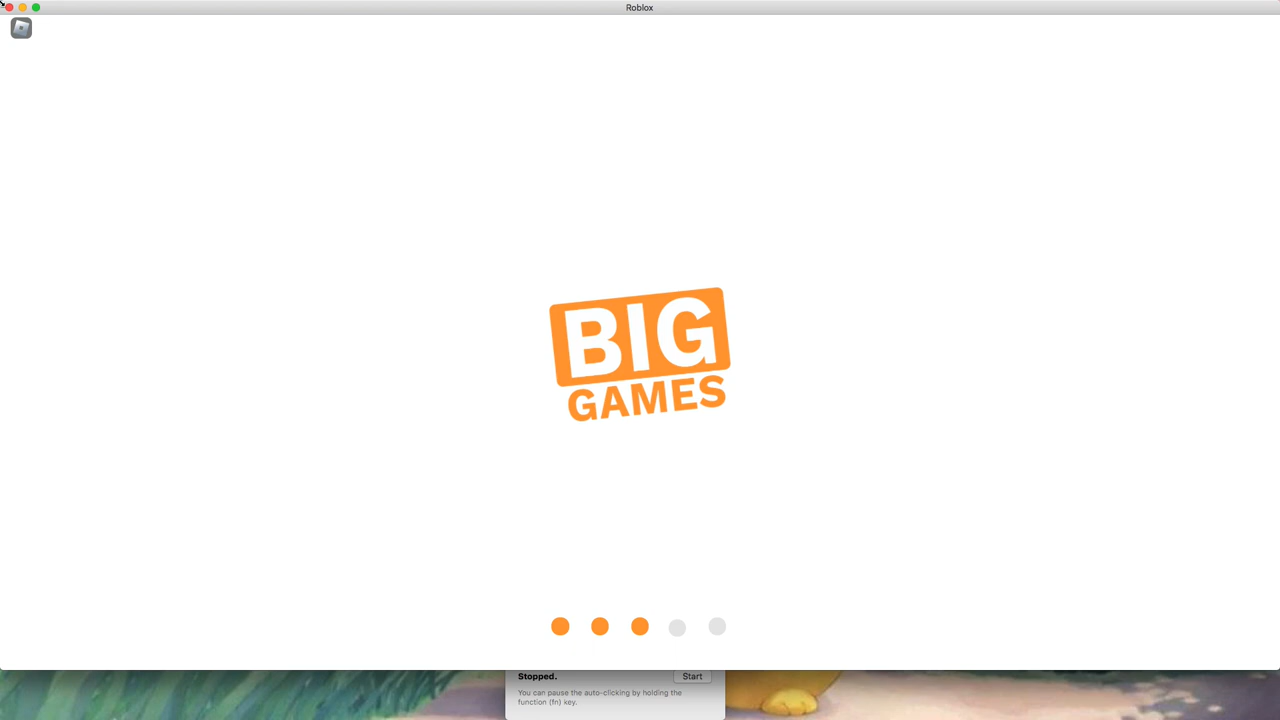 Roblox
BIG
GAMES
Stopped.
Start
You can pause the auto-clicking by holding the
function (fn) key.